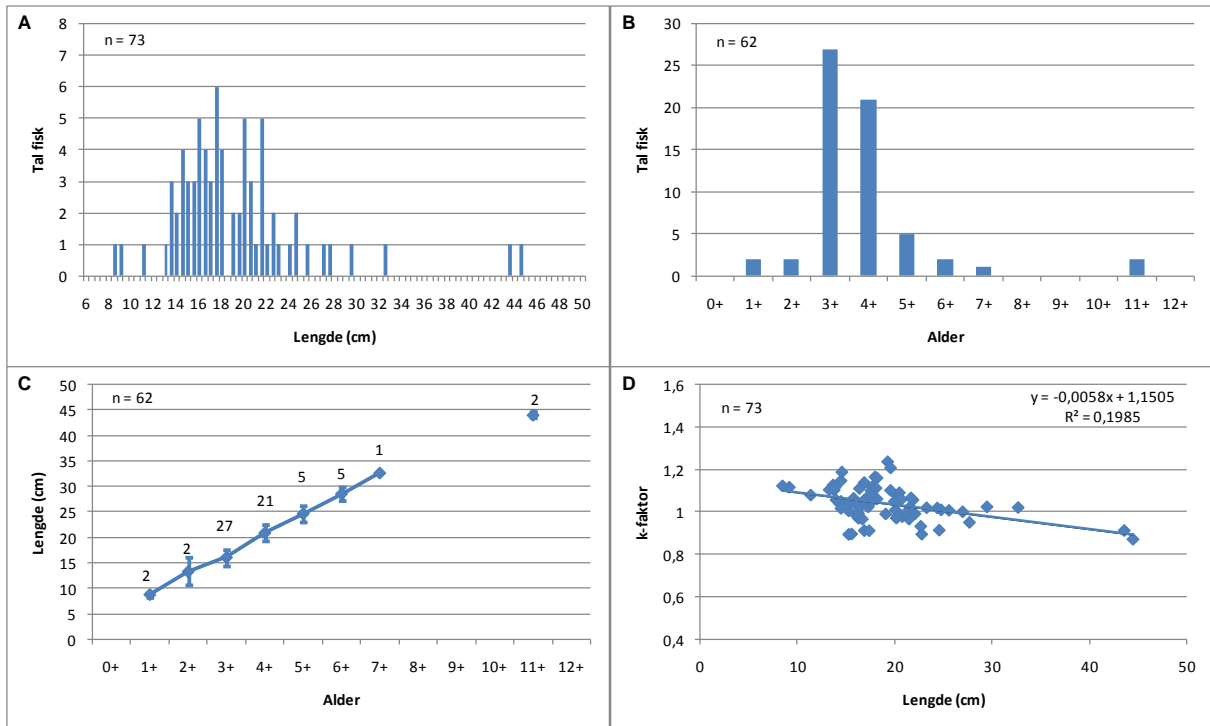 A
n = 73
Tal fisk
8
7
6
5
4
3
2
1
0
6 8 10 12 14 16 18 20 22 24 26 28 30 32 34 36 38 40 42 44 46 48 50
Lengde (cm)
B
n = 62
Tal fisk
30
25
20
15
10
5
0
0+ 1+ 2+ 3+ 4+ 5+ 6+ 7+ 8+ 9+ 10+ 11+ 12+
Alder
C
n = 62
Lengde (cm)
50
45
40
35
30
25
20
15
10
5
0
2 2 27 21 5 5 1 2
0+ 1+ 2+ 3+ 4+ 5+ 6+ 7+ 8+ 9+ 10+ 11+ 12+
Alder
D
n = 73
y = -0,0058x + 1,1505
R² = 0,1985
k-faktor
1,6
1,4
1,2
1
0,8
0,6
0,4
0 10 20 30 40 50
Lengde (cm)